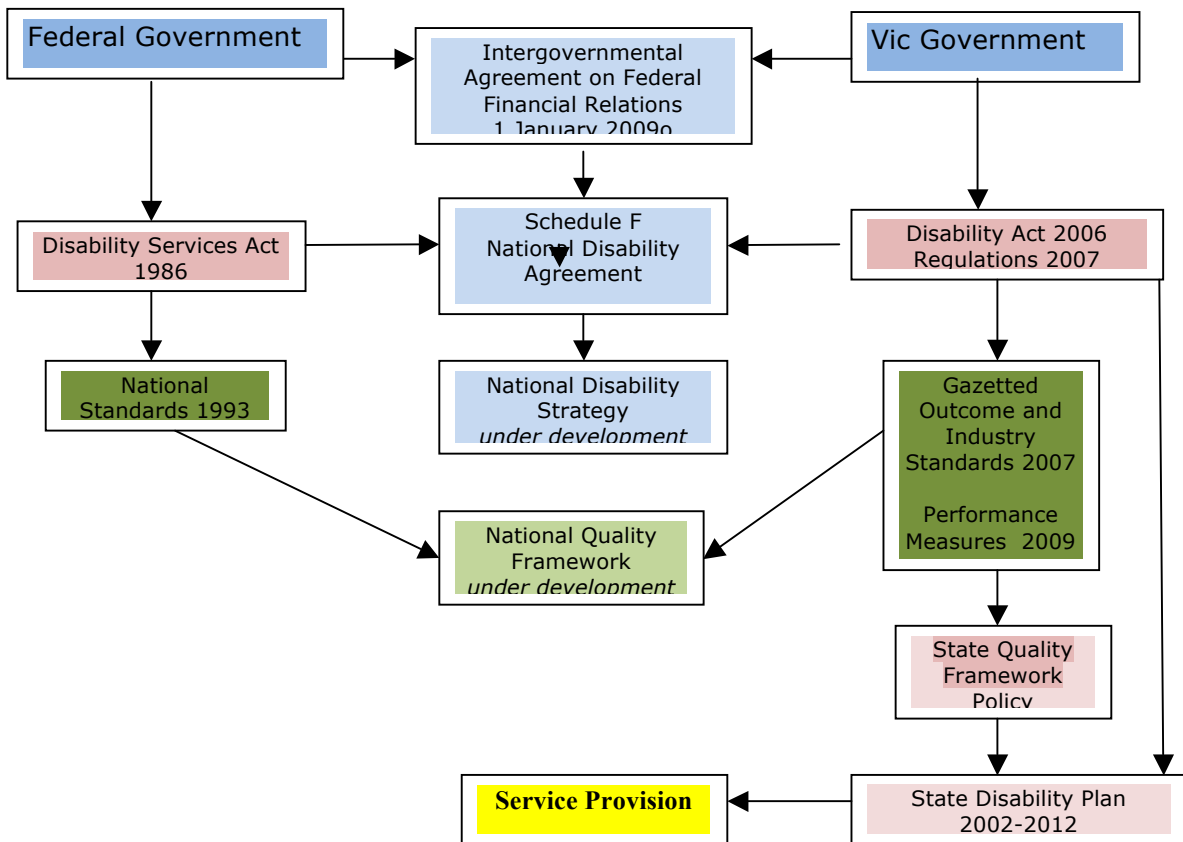 Federal Government
Intergovernmental
Agreement on Federal
Financial Relations
1 January 2009o
Vic Government
Disability Services Act
1986
Schedule F
National Disability
Agreement
Disability Act 2006
Regulations 2007
National
Standards 1993
National Disability
Strategy
under development
Gazetted
Outcome and
Industry
Standards 2007
Performance
Measures 2009
National Quality
Framework
under development
State Quality
Framework
Policy
Service Provision
State Disability Plan
2002-2012